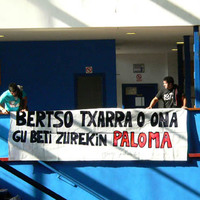 BERTSO TXARRA O ONA
GU BETI ZUREKIN PALOMA